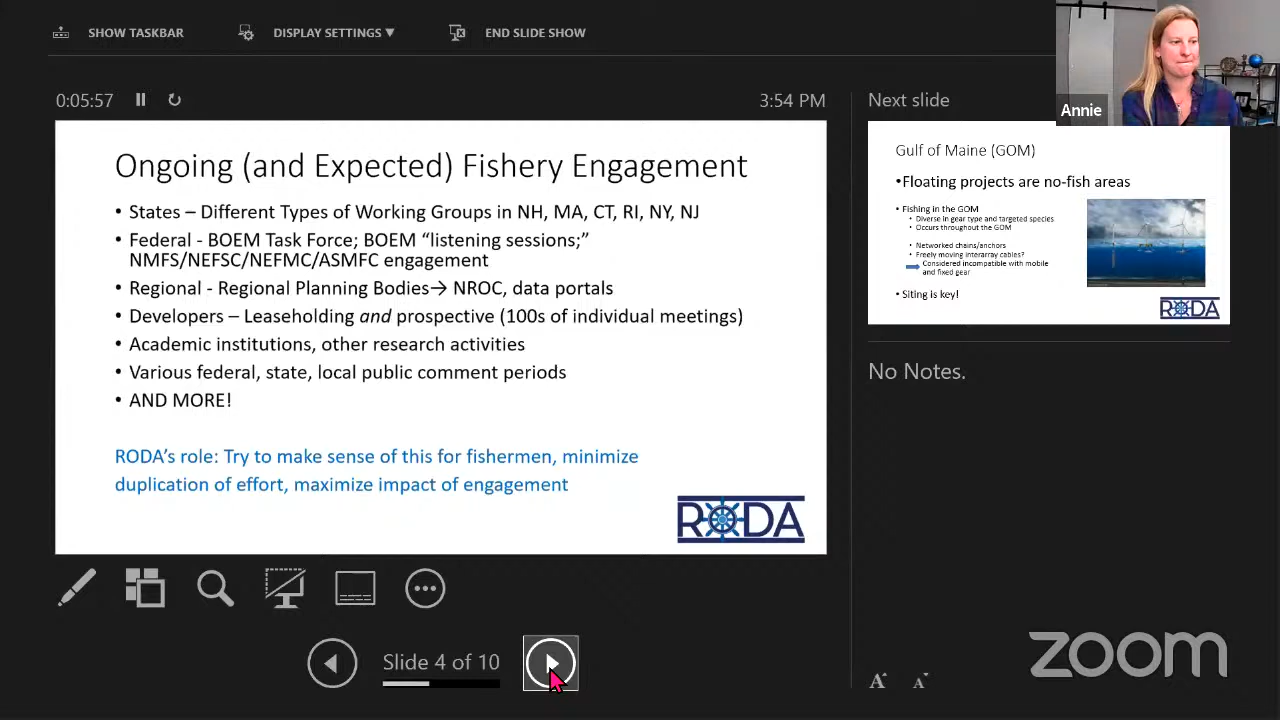 SHOW TASKBAR
DISPLAY SETTINGS ▼
END SLIDE SHOW
Annie
0:05:57
3:54 PM
Next slide
Ongoing (and Expected) Fishery Engagement
• States – Different Types of Working Groups in NH, MA, CT, RI, NY, NJ
• Federal - BOEM Task Force; BOEM “listening sessions;”
NMFS/NEFSC/NEFMC/ASMFC engagement
• Regional - Regional Planning Bodies→ NROC, data portals
• Developers – Leaseholding and prospective (100s of individual meetings)
• Academic institutions, other research activities
• Various federal, state, local public comment periods
• AND MORE!
RODA’s role: Try to make sense of this for fishermen, minimize
duplication of effort, maximize impact of engagement
RODA
Gulf of Maine (GOM)
•Floating projects are no-fish areas
• Fishing in the GOM
• Diverse in gear type and targeted species
• Occurs throughout the GOM
• Networked chains/anchors
• Freely moving interarray cables?
Considered incompatible with mobile
and fixed gear
• Siting is key!
RODA
No Notes.
Slide 4 of 10
A A
zoom